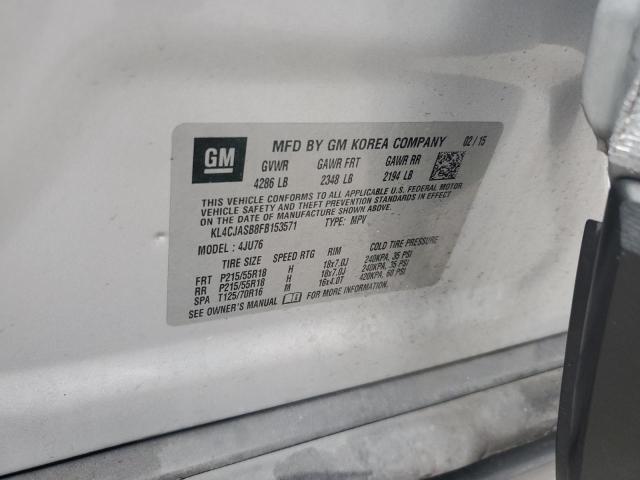 GM
MFD BY GM KOREA COMPANY 02/15
GVWR GAWR FRT GAWR RR
4286 LB 2348 LB 2194 LB
THIS VEHICLE CONFORMS TO ALL APPLICABLE U.S. FEDERAL MOTOR
VEHICLE SAFETY AND THEFT PREVENTION STANDARDS IN EFFECT
ON THE DATE OF MANUFACTURE SHOWN ABOVE.
KL4CJASB8FB153571 TYPE: MPV
MODEL: 4JU76
TIRE SIZE SPEED RTG RIM COLD TIRE PRESSURE
FRT P215/55R18 H 18x7.0J 240KPA, 35 PSI
RR P215/55R18 H 18x7.0J 240KPA, 35 PSI
SPA T125/70R16 M 16x4.0T 420KPA, 60 PSI
SEE OWNER'S MANUAL FOR MORE INFORMATION.